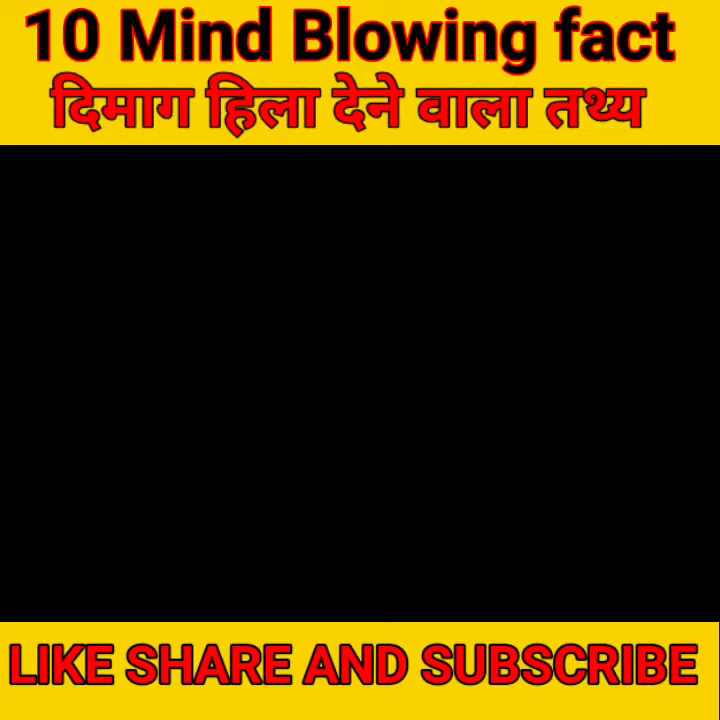 10 Mind Blowing fact
दिमाग हिला देने वाला तथ्य
LIKE SHARE AND SUBSCRIBE